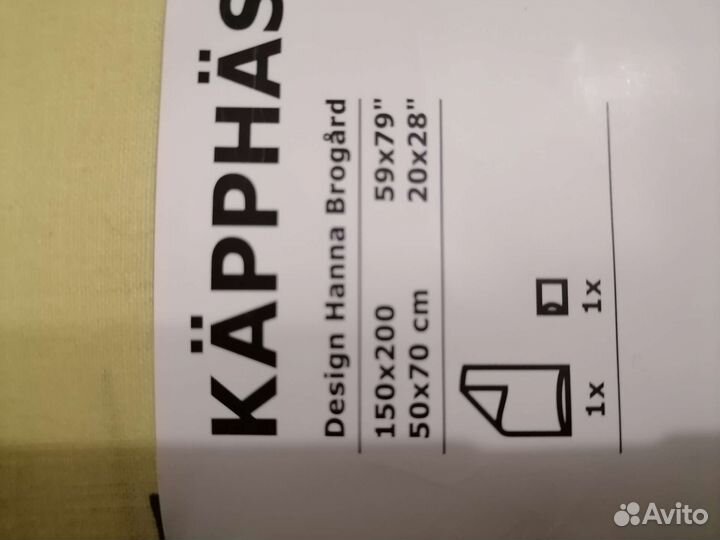 KÄPPHÄS
Design Hanna Brogård
150x200 59x79"
50x70 cm 20x28"
1x 1x
Avito